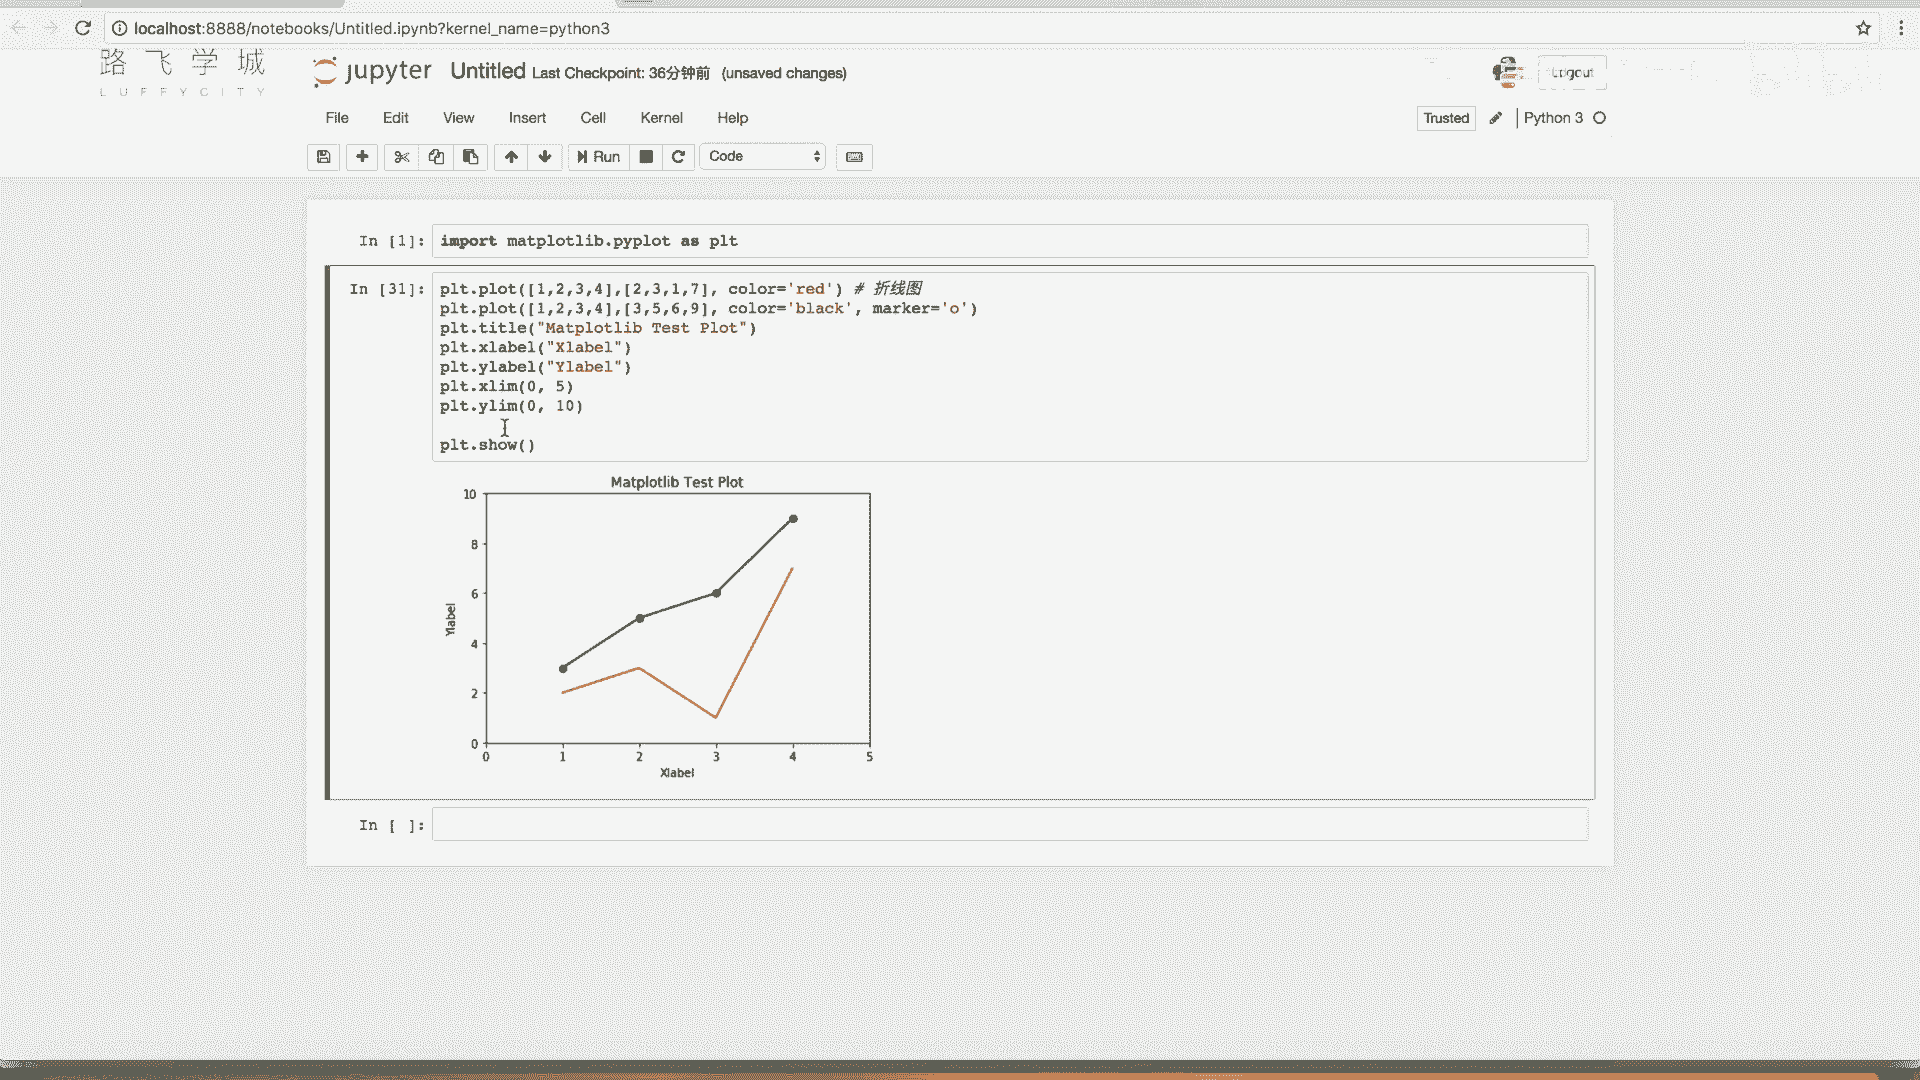 localhost:8888/notebooks/Untitled.ipynb?kernel_name=python3
路飞学城
LUFFYCITY
jupyter Untitled Last Checkpoint: 36分钟前 (unsaved changes)
Logout
File Edit View Insert Cell Kernel Help
Trusted Python 3
Run Code
In [1]: import matplotlib.pyplot as plt
In [31]: plt.plot([1,2,3,4],[2,3,1,7], color='red') # 折线图
plt.plot([1,2,3,4],[3,5,6,9], color='black', marker='o')
plt.title("Matplotlib Test Plot")
plt.xlabel("Xlabel")
plt.ylabel("Ylabel")
plt.xlim(0, 5)
plt.ylim(0, 10)
plt.show()
Matplotlib Test Plot
10
8
6
4
2
0
Ylabel
0 1 2 3 4 5
Xlabel
In [ ]: